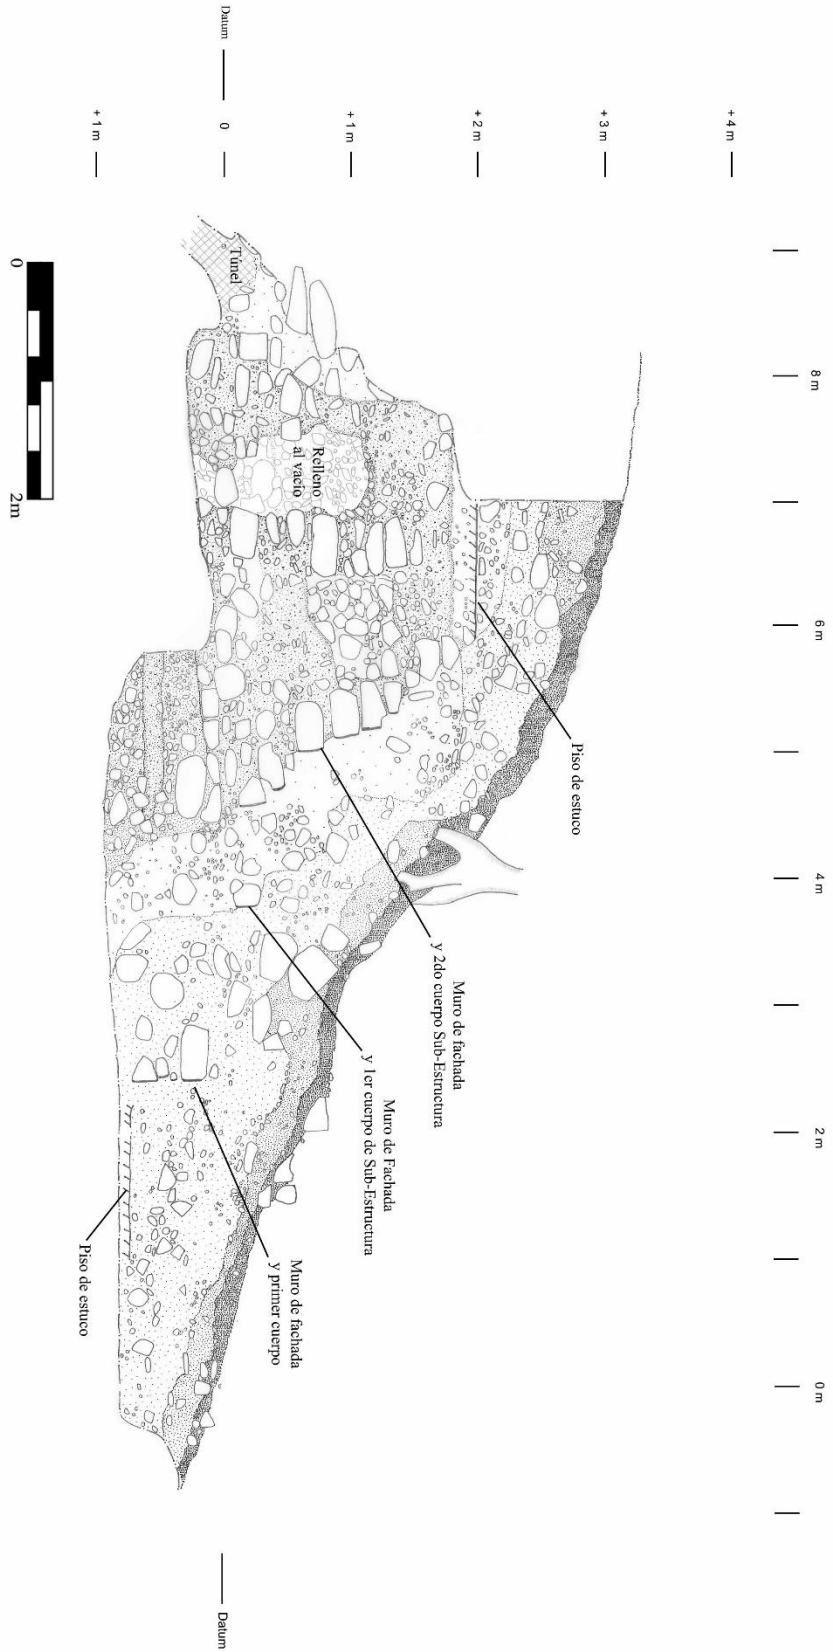 Datum
+ 1 m
0
+ 1 m
+ 2 m
+ 3 m
+ 4 m
8 m
6 m
4 m
2 m
0 m
Túnel
Relleno
al vacío
Piso de estuco
Muro de fachada
y 2do cuerpo Sub-Estructura
Muro de Fachada
y 1er cuerpo de Sub-Estructura
Muro de fachada
y primer cuerpo
Piso de estuco
0
2m
Datum